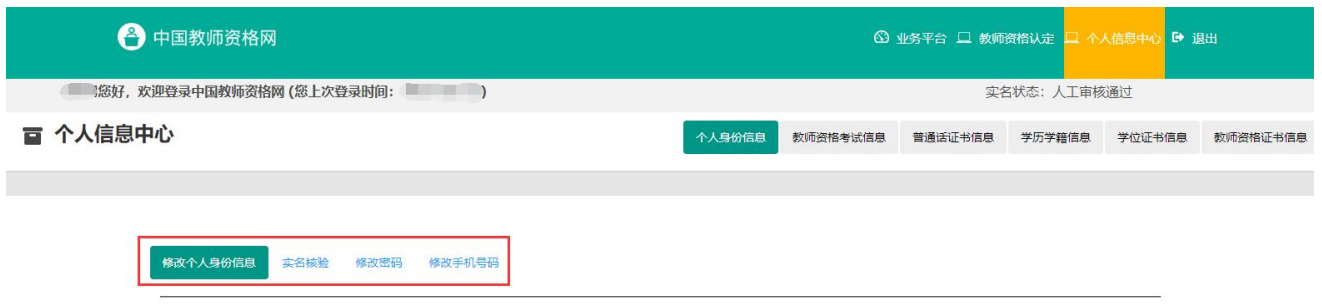 中国教师资格网
业务平台 教师资格认定 个人信息中心 退出
您好，欢迎登录中国教师资格网 (您上次登录时间： ) 实名状态：人工审核通过
个人信息中心 个人身份信息 教师资格考试信息 普通话证书信息 学历学籍信息 学位证书信息 教师资格证书信息
修改个人身份信息 实名核验 修改密码 修改手机号码